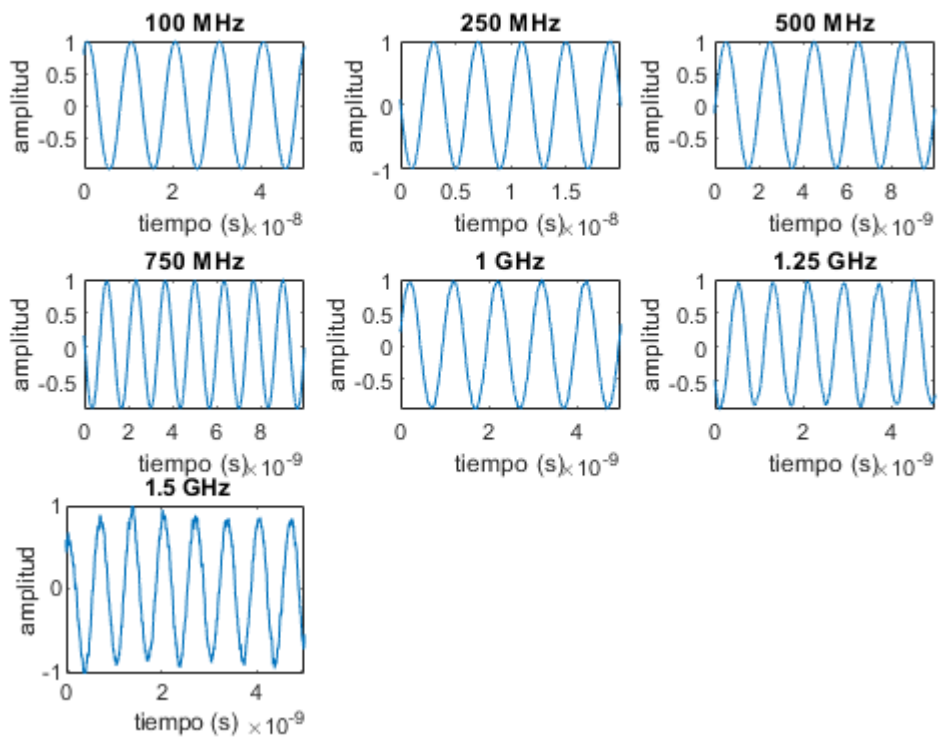 100 MHz
amplitud
1
0.5
0
-0.5
0 2 4
tiempo (s) ×10-8
250 MHz
amplitud
1
0
-1
0 0.5 1 1.5
tiempo (s) ×10-8
500 MHz
amplitud
1
0.5
0
-0.5
0 2 4 6 8
tiempo (s) ×10-9
750 MHz
amplitud
1
0.5
0
-0.5
0 2 4 6 8
tiempo (s) ×10-9
1 GHz
amplitud
1
0.5
0
-0.5
0 2 4
tiempo (s) ×10-9
1.25 GHz
amplitud
1
0.5
0
-0.5
0 2 4
tiempo (s) ×10-9
1.5 GHz
amplitud
1
0
-1
0 2 4
tiempo (s) ×10-9